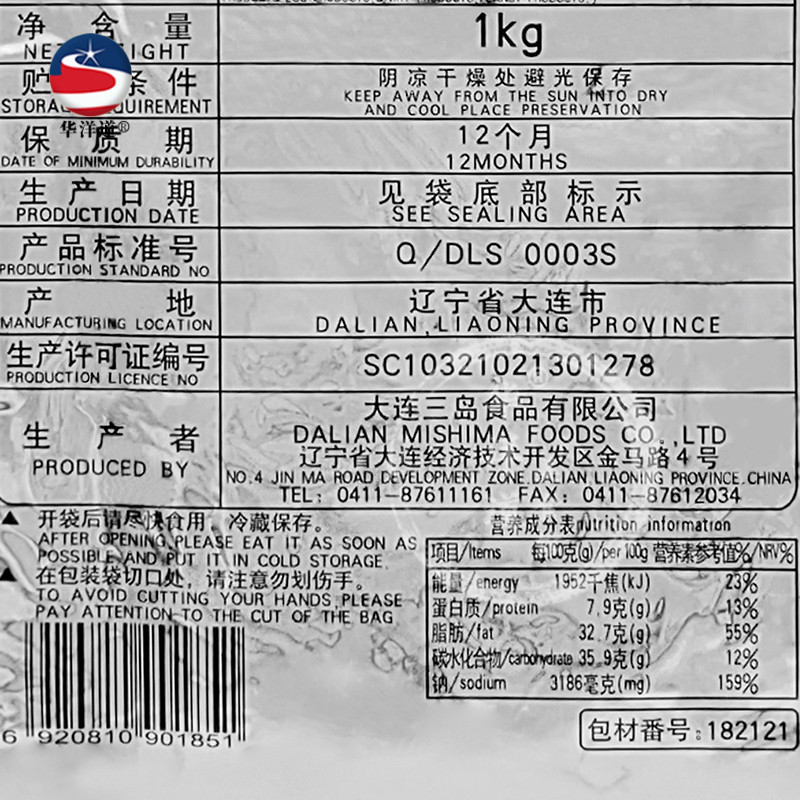 净含量 1kg
NET WEIGHT
贮 条件 阴凉干燥处避光保存
STORAGE REQUIREMENT KEEP AWAY FROM THE SUN INTO DRY
AND COOL PLACE PRESERVATION
华洋道®
保质期 12个月
DATE OF MINIMUM DURABILITY 12MONTHS
生产日期 见袋底部标示
PRODUCTION DATE SEE SEALING AREA
产品标准号 Q/DLS 0003S
PRODUCTION STANDARD NO
产地 辽宁省大连市
MANUFACTURING LOCATION DALIAN,LIAONING PROVINCE
生产许可证编号 SC10321021301278
PRODUCTION LICENCE NO
生产者 大连三岛食品有限公司
PRODUCED BY DALIAN MISHIMA FOODS CO.,LTD
辽宁省大连经济技术开发区金马路4号
NO.4 JIN MA ROAD,DEVELOPMENT ZONE,DALIAN,LIAONING PROVINCE,CHINA
TEL: 0411-87611161 FAX: 0411-87612034
▲ 开袋后请尽快食用，冷藏保存。
AFTER OPENING,PLEASE EAT IT AS SOON AS
POSSIBLE AND PUT IT IN COLD STORAGE.
▲ 在包装袋切口处，请注意勿划伤手。
TO AVOID CUTTING YOUR HANDS,PLEASE
PAY ATTENTION TO THE CUT OF THE BAG
6 920810 901851
营养成分表nutrition information
项目/Items 每100克(g)/per 100g 营养素参考值%/NRV%
能量/energy 1952千焦(kJ) 23%
蛋白质/protein 7.9克(g) 13%
脂肪/fat 32.7克(g) 55%
碳水化合物/carbohydrate 35.9克(g) 12%
钠/sodium 3186毫克(mg) 159%
包材番号:182121